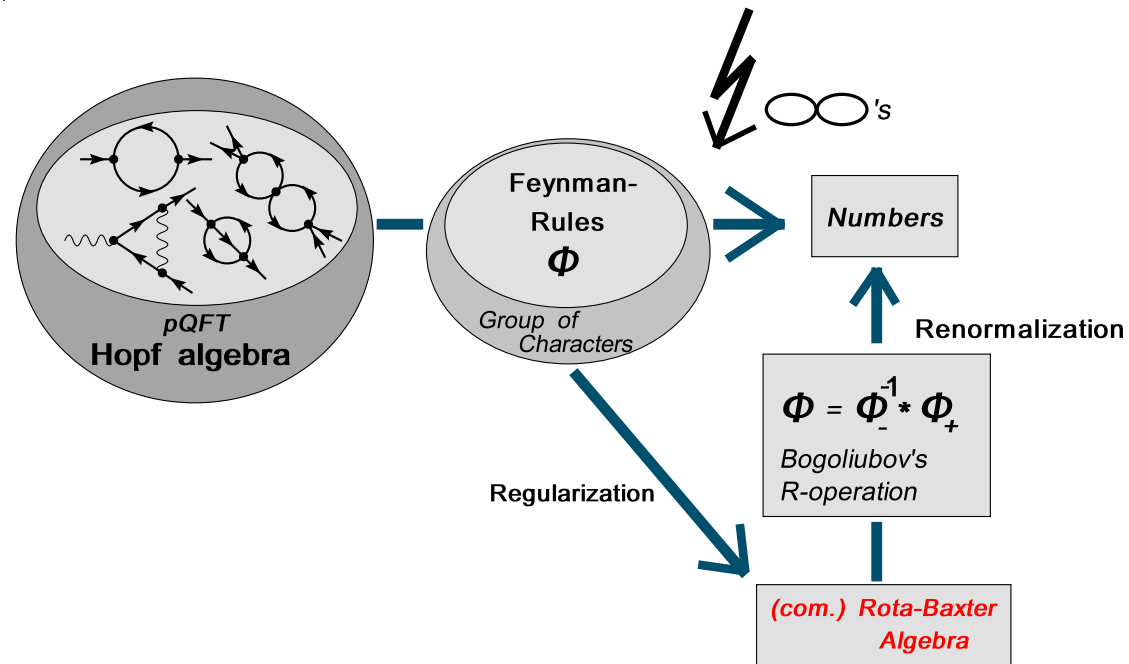 pQFT
Hopf algebra
Feynman-
Rules
Φ
Group of
Characters
∞'s
Numbers
Renormalization
Φ = Φ₋⁻¹ * Φ₊
Bogoliubov's
R-operation
Regularization
(com.) Rota-Baxter
Algebra